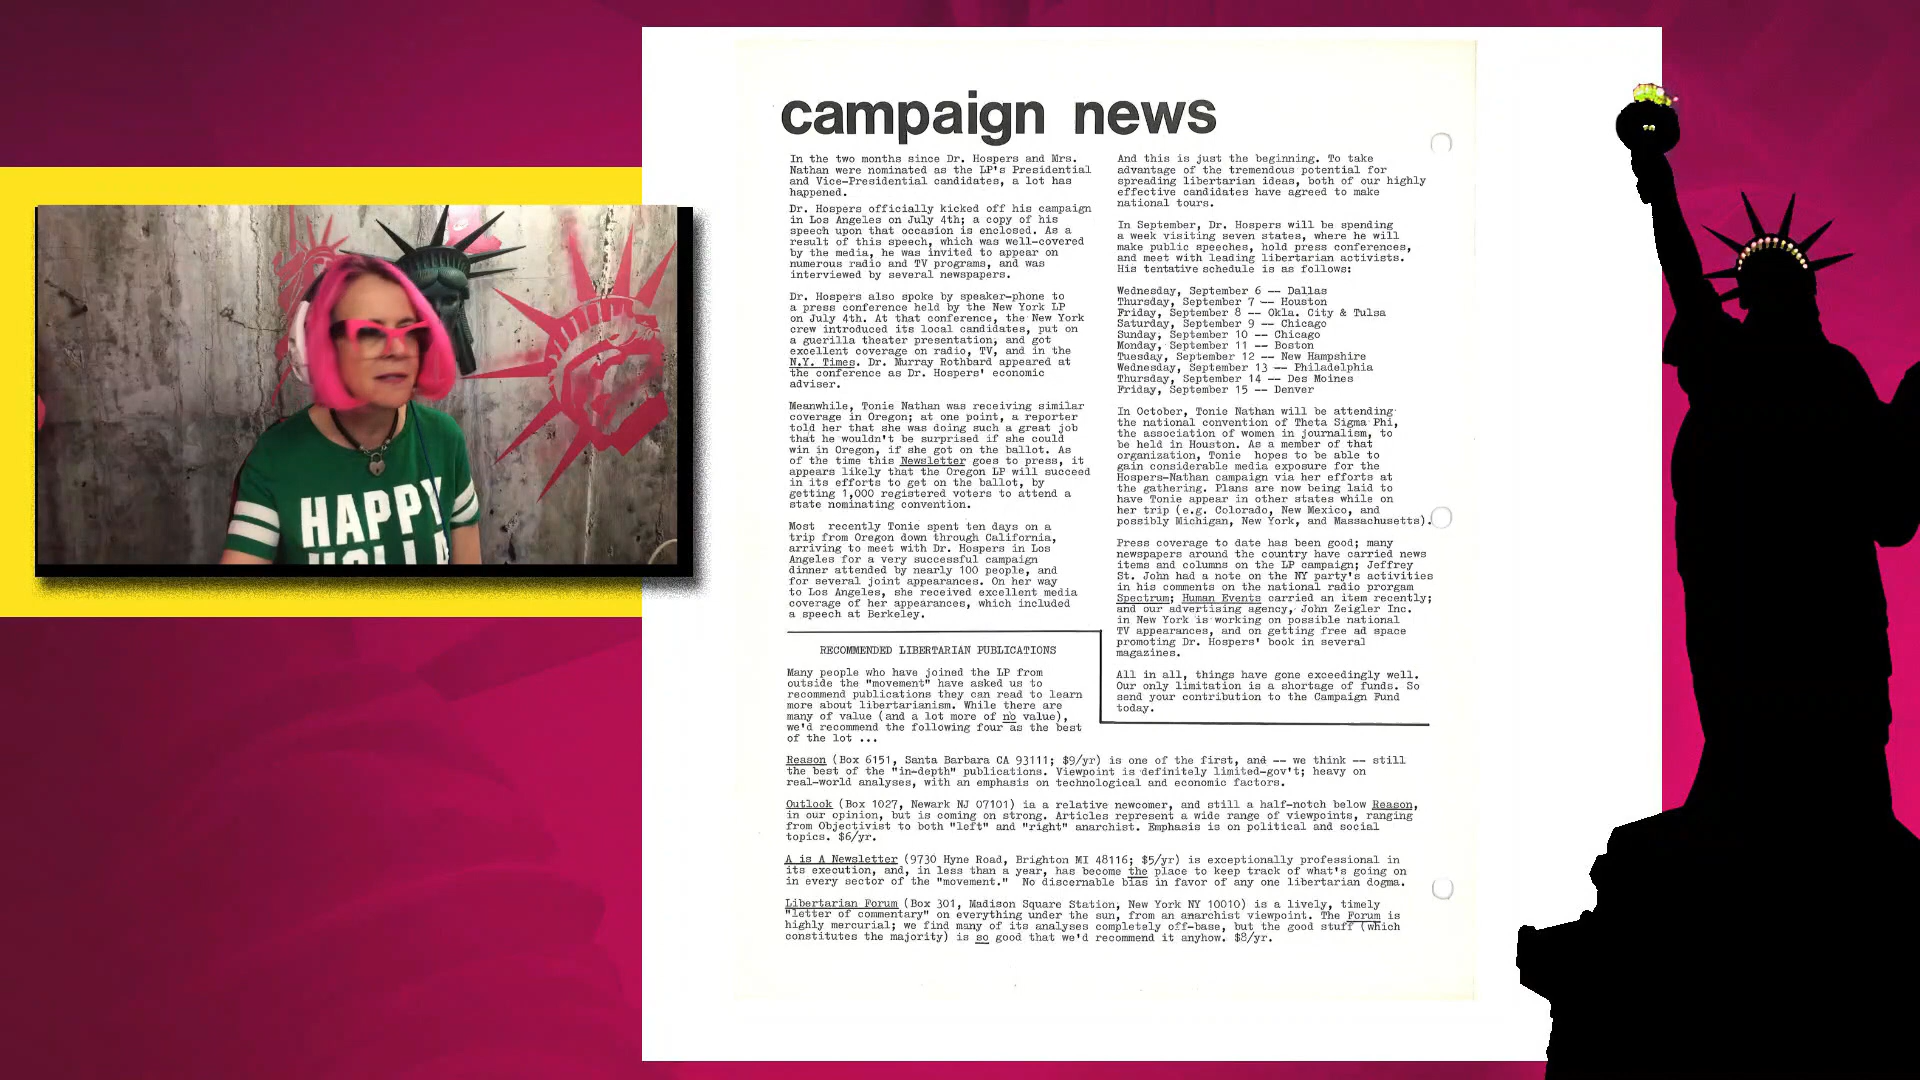 HAPPY
campaign news
In the two months since Dr. Hospers and Mrs.
Nathan were nominated as the LP's Presidential
and Vice-Presidential candidates, a lot has
happened.
Dr. Hospers officially kicked off his campaign
in Los Angeles on July 4th; a copy of his
speech upon that occasion is enclosed. As a
result of this speech, which was well-covered
by the media, he was invited to appear on
numerous radio and TV programs, and was
interviewed by several newspapers.
Dr. Hospers also spoke by speaker-phone to
a press conference held by the New York LP
on July 4th. At that conference, the New York
crew introduced its local candidates, put on
a guerilla theater presentation, and got
excellent coverage on radio, TV, and in the
N.Y. Times. Dr. Murray Rothbard appeared at
the conference as Dr. Hospers' economic
adviser.
Meanwhile, Tonie Nathan was receiving similar
coverage in Oregon; at one point, a reporter
told her that she was doing such a great job
that he wouldn't be surprised if she could
win in Oregon, if she got on the ballot. As
of the time this Newsletter goes to press, it
appears likely that the Oregon LP will succeed
in its efforts to get on the ballot, by
getting 1,000 registered voters to attend a
state nominating convention.
Most recently Tonie spent ten days on a
trip from Oregon down through California,
arriving to meet with Dr. Hospers in Los
Angeles for a very successful campaign
dinner attended by nearly 100 people, and
for several joint appearances. On her way
to Los Angeles, she received excellent media
coverage of her appearances, which included
a speech at Berkeley.
And this is just the beginning. To take
advantage of the tremendous potential for
spreading libertarian ideas, both of our highly
effective candidates have agreed to make
national tours.
In September, Dr. Hospers will be spending
a week visiting seven states, where he will
make public speeches, hold press conferences,
and meet with leading libertarian activists.
His tentative schedule is as follows:
Wednesday, September 6 -- Dallas
Thursday, September 7 -- Houston
Friday, September 8 -- Okla. City & Tulsa
Saturday, September 9 -- Chicago
Sunday, September 10 -- Chicago
Monday, September 11 -- Boston
Tuesday, September 12 -- New Hampshire
Wednesday, September 13 -- Philadelphia
Thursday, September 14 -- Des Moines
Friday, September 15 -- Denver
In October, Tonie Nathan will be attending
the national convention of Theta Sigma Phi,
the association of women in journalism, to
be held in Houston. As a member of that
organization, Tonie hopes to be able to
gain considerable media exposure for the
Hospers-Nathan campaign via her efforts at
the gathering. Plans are now being laid to
have Tonie appear in other states while on
her trip (e.g. Colorado, New Mexico, and
possibly Michigan, New York, and Massachusetts).
Press coverage to date has been good; many
newspapers around the country have carried news
items and columns on the LP campaign; Jeffrey
St. John had a note on the NY party's activities
in his comments on the national radio prorgam
Spectrum; Human Events carried an item recently;
and our advertising agency, John Zeigler Inc.
in New York is working on possible national
TV appearances, and on getting free ad space
promoting Dr. Hospers' book in several
magazines.
All in all, things have gone exceedingly well.
Our only limitation is a shortage of funds. So
send your contribution to the Campaign Fund
today.
RECOMMENDED LIBERTARIAN PUBLICATIONS
Many people who have joined the LP from
outside the "movement" have asked us to
recommend publications they can read to learn
more about libertarianism. While there are
many of value (and a lot more of no value),
we'd recommend the following four as the best
of the lot ...
Reason (Box 6151, Santa Barbara CA 93111; $9/yr) is one of the first, and -- we think -- still
the best of the "in-depth" publications. Viewpoint is definitely limited-gov't; heavy on
real-world analyses, with an emphasis on technological and economic factors.
Outlook (Box 1027, Newark NJ 07101) ia a relative newcomer, and still a half-notch below Reason,
in our opinion, but is coming on strong. Articles represent a wide range of viewpoints, ranging
from Objectivist to both "left" and "right" anarchist. Emphasis is on political and social
topics. $6/yr.
A is A Newsletter (9730 Hyne Road, Brighton MI 48116; $5/yr) is exceptionally professional in
its execution, and, in less than a year, has become the place to keep track of what's going on
in every sector of the "movement." No discernable bias in favor of any one libertarian dogma.
Libertarian Forum (Box 301, Madison Square Station, New York NY 10010) is a lively, timely
"letter of commentary" on everything under the sun, from an anarchist viewpoint. The Forum is
highly mercurial; we find many of its analyses completely off-base, but the good stuff (which
constitutes the majority) is so good that we'd recommend it anyhow. $8/yr.